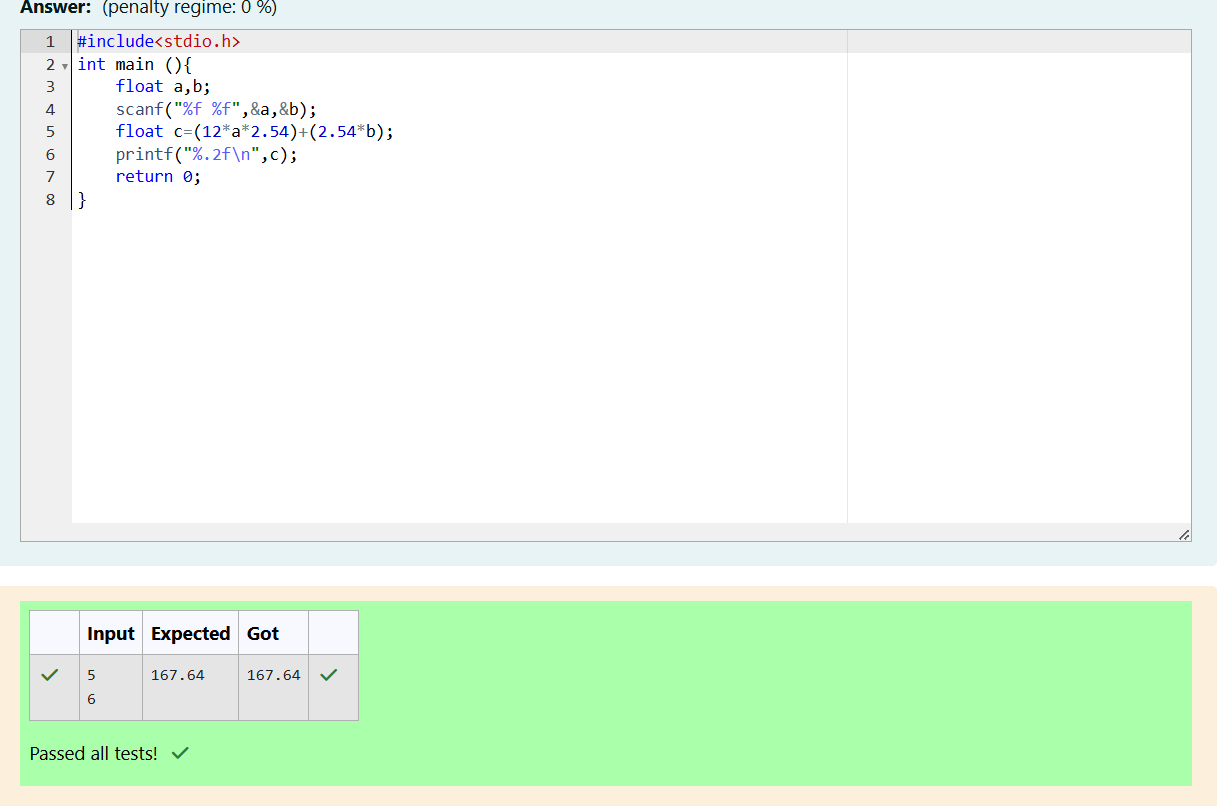 Answer: (penalty regime: 0 %)
1 #include<stdio.h>
2 int main (){
3     float a,b;
4     scanf("%f %f",&a,&b);
5     float c=(12*a*2.54)+(2.54*b);
6     printf("%.2f\n",c);
7     return 0;
8 }
Input Expected Got
5 167.64 167.64
6
Passed all tests!